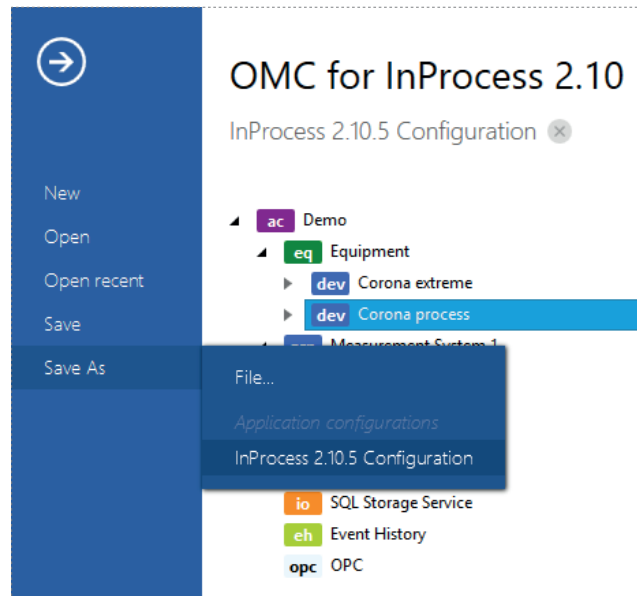 OMC for InProcess 2.10
InProcess 2.10.5 Configuration
New
Open
Open recent
Save
Save As
File...
Application configurations
InProcess 2.10.5 Configuration
ac Demo
eq Equipment
dev Corona extreme
dev Corona process
Measurement System 1
io SQL Storage Service
eh Event History
opc OPC